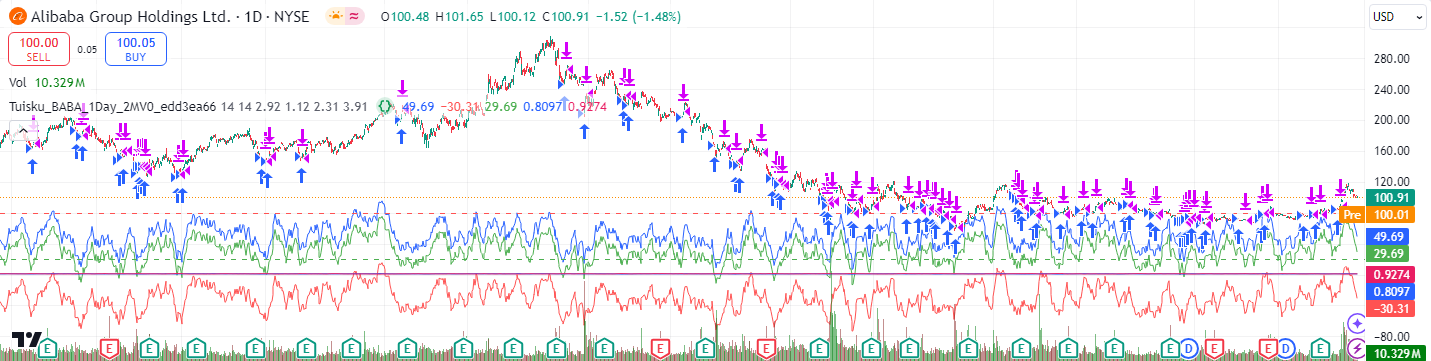 Alibaba Group Holdings Ltd. · 1D · NYSE O100.48 H101.65 L100.12 C100.91 −1.52 (−1.48%) USD
100.00 SELL 0.05 100.05 BUY
Vol 10.329M
Tuisku_BABA_1Day_2MV0_edd3ea66 14 14 2.92 1.12 2.31 3.91 49.69 −30.31 29.69 0.8097 0.9274
280.00
240.00
200.00
160.00
120.00
100.91
Pre 100.01
49.69
29.69
0.9274
0.8097
−30.31
−80.00
10.329M
E E E E E E E E E E E E E E E E E E E E E E E D E E D E